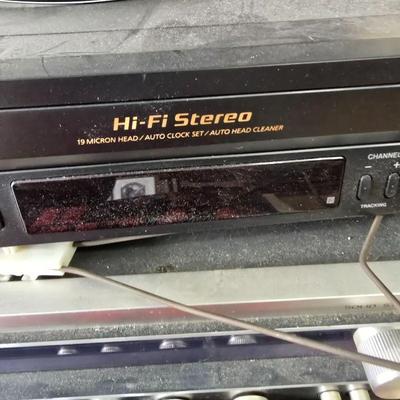 Hi-Fi Stereo
19 MICRON HEAD / AUTO CLOCK SET / AUTO HEAD CLEANER
CHANNEL
− +
TRACKING